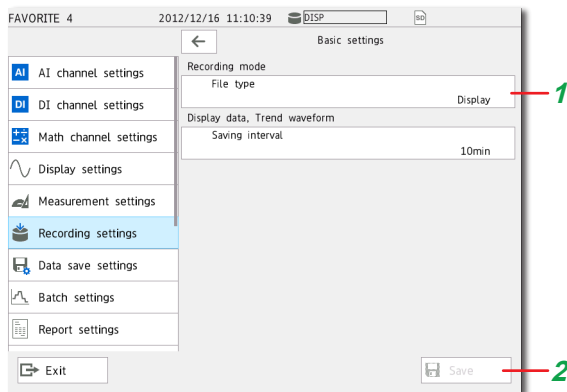 FAVORITE 4 2012/12/16 11:10:39 DISP SD
Basic settings
Recording mode
File type
Display
1
Display data, Trend waveform
Saving interval
10min
AI AI channel settings
DI DI channel settings
Math channel settings
Display settings
Measurement settings
Recording settings
Data save settings
Batch settings
Report settings
Exit
Save
2